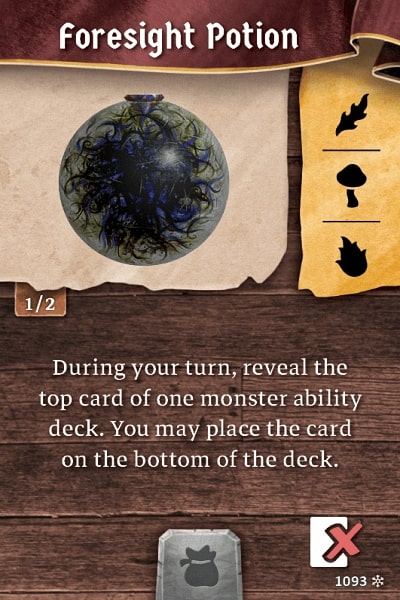 Foresight Potion
1/2
During your turn, reveal the
top card of one monster ability
deck. You may place the card
on the bottom of the deck.
1093